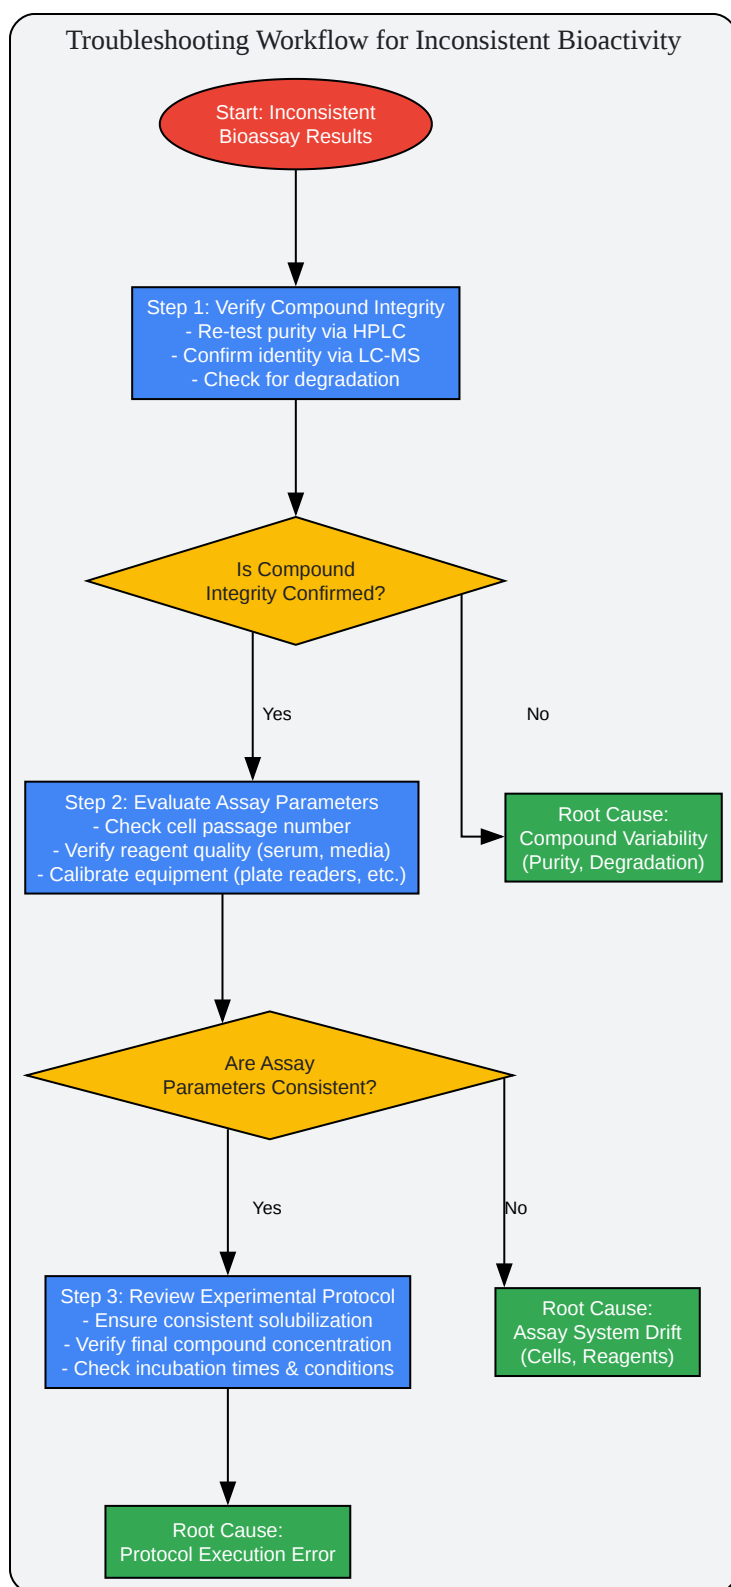 Troubleshooting Workflow for Inconsistent Bioactivity
Start: Inconsistent
Bioassay Results
Step 1: Verify Compound Integrity
- Re-test purity via HPLC
- Confirm identity via LC-MS
- Check for degradation
Is Compound
Integrity Confirmed?
Yes
No
Step 2: Evaluate Assay Parameters
- Check cell passage number
- Verify reagent quality (serum, media)
- Calibrate equipment (plate readers, etc.)
Root Cause:
Compound Variability
(Purity, Degradation)
Are Assay
Parameters Consistent?
Yes
No
Step 3: Review Experimental Protocol
- Ensure consistent solubilization
- Verify final compound concentration
- Check incubation times & conditions
Root Cause:
Assay System Drift
(Cells, Reagents)
Root Cause:
Protocol Execution Error